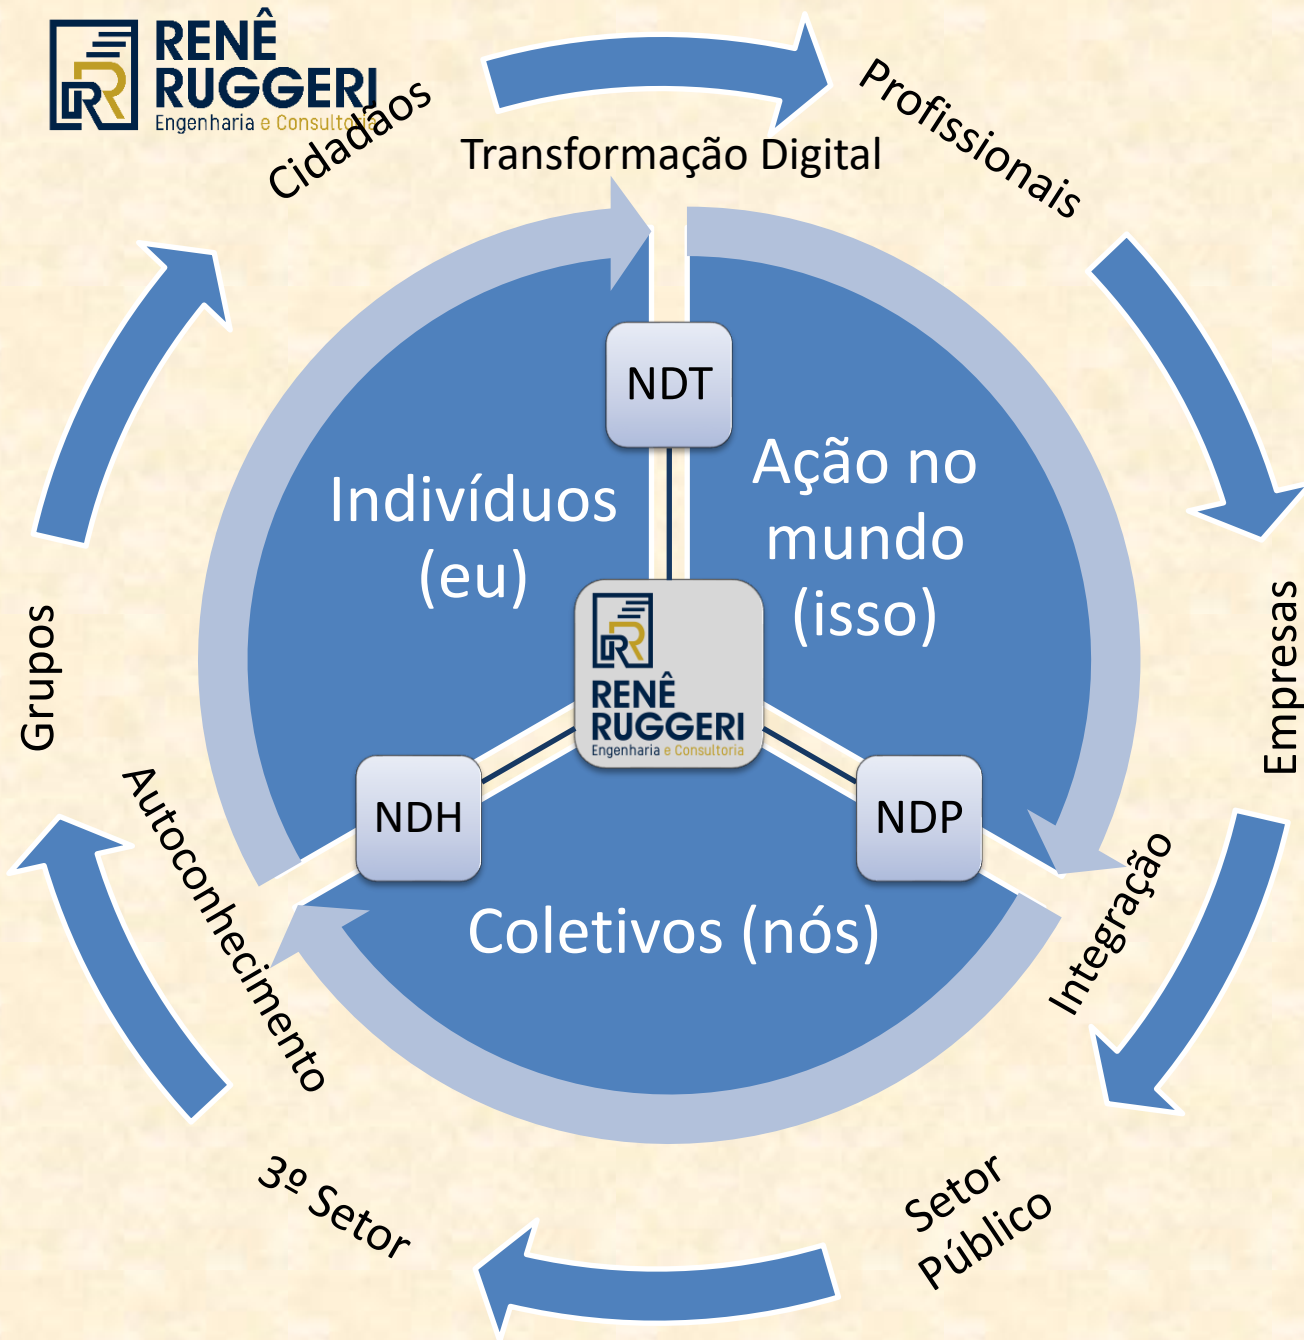 RENÊ
RUGGERI
Engenharia e Consultoria
Cidadãos
Profissionais
Transformação Digital
NDT
Indivíduos
(eu)
Ação no
mundo
(isso)
Grupos
Empresas
RENÊ
RUGGERI
Engenharia e Consultoria
NDH
NDP
Autoconhecimento
Integração
Coletivos (nós)
3º Setor
Setor
Público